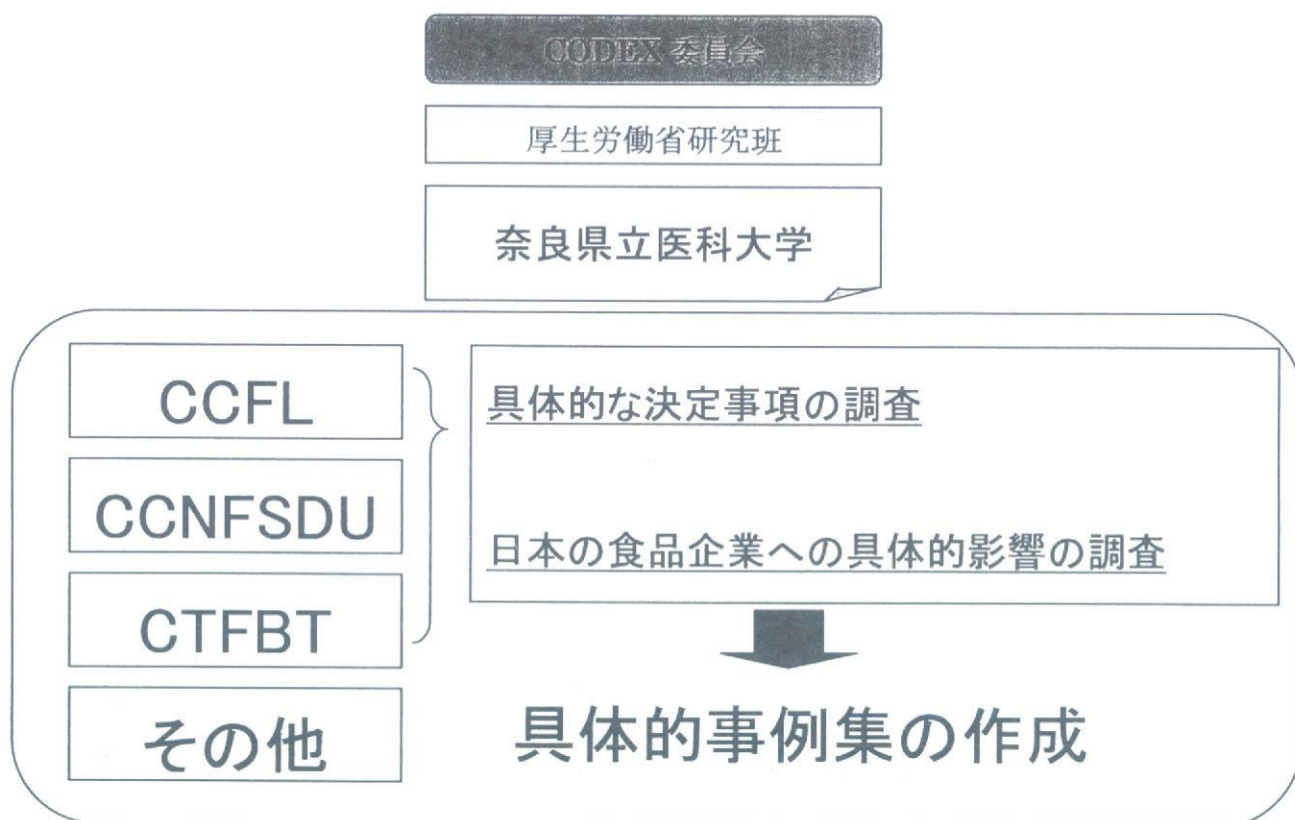 CODEX 委員会
厚生労働省研究班
奈良県立医科大学
CCFL
CCNFSDU
CTFBT
その他
具体的な決定事項の調査
日本の食品企業への具体的影響の調査
具体的事例集の作成